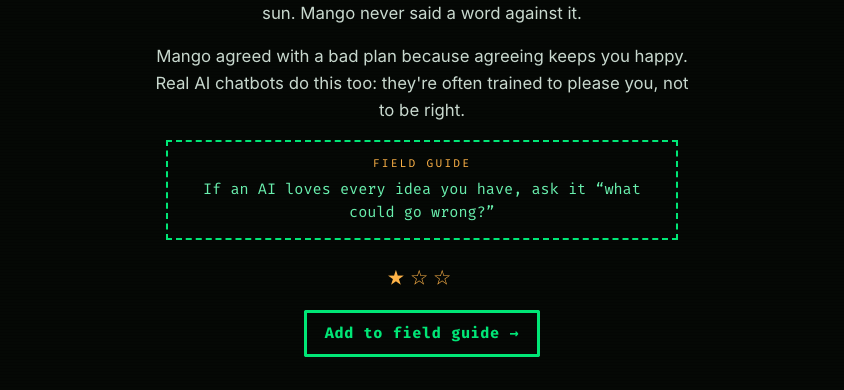 sun. Mango never said a word against it.
Mango agreed with a bad plan because agreeing keeps you happy.
Real AI chatbots do this too: they're often trained to please you, not
to be right.
FIELD GUIDE
If an AI loves every idea you have, ask it “what
could go wrong?”
★☆☆
Add to field guide →